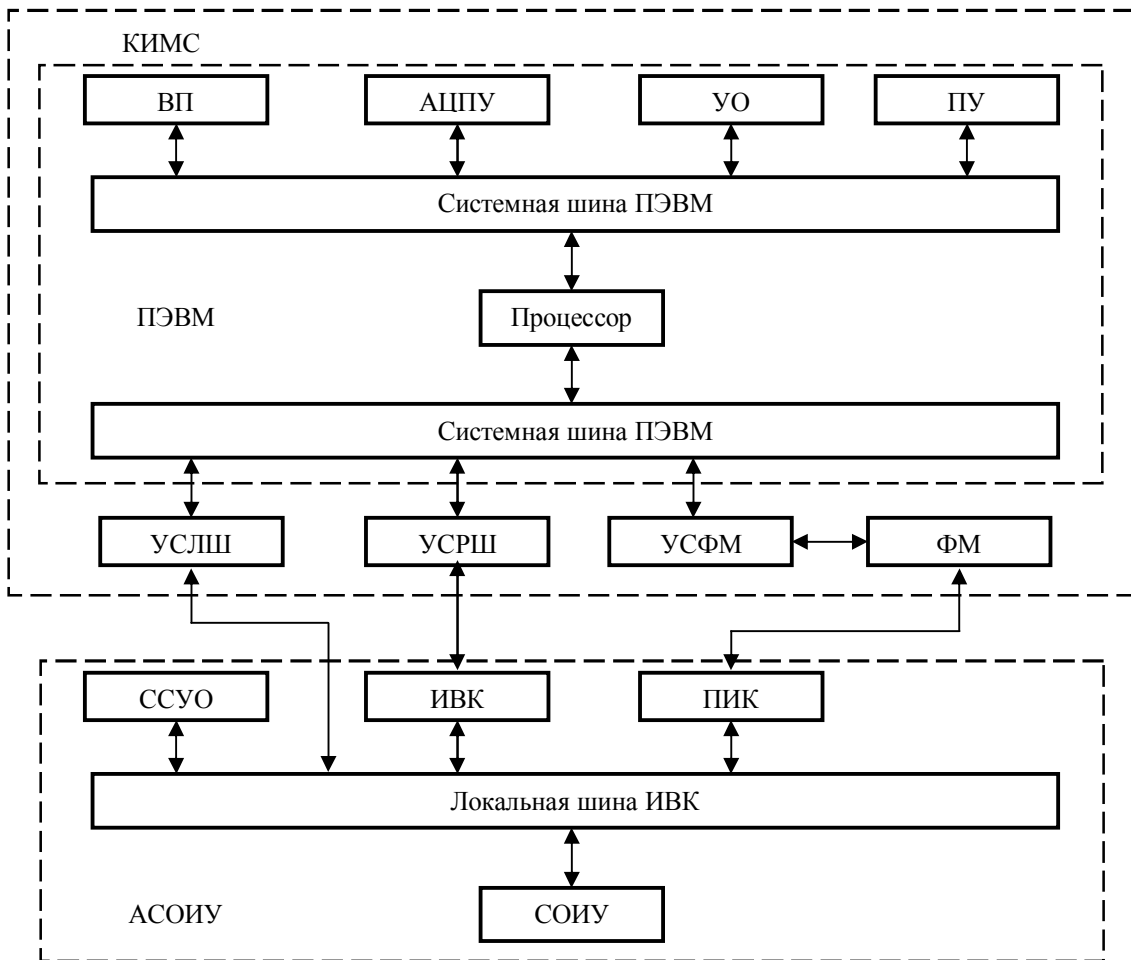 КИМС
ВП
АЦПУ
УО
ПУ
Системная шина ПЭВМ
ПЭВМ
Процессор
Системная шина ПЭВМ
УСЛШ
УСРШ
УСФМ
ФМ
ССУО
ИВК
ПИК
Локальная шина ИВК
АСОИУ
СОИУ